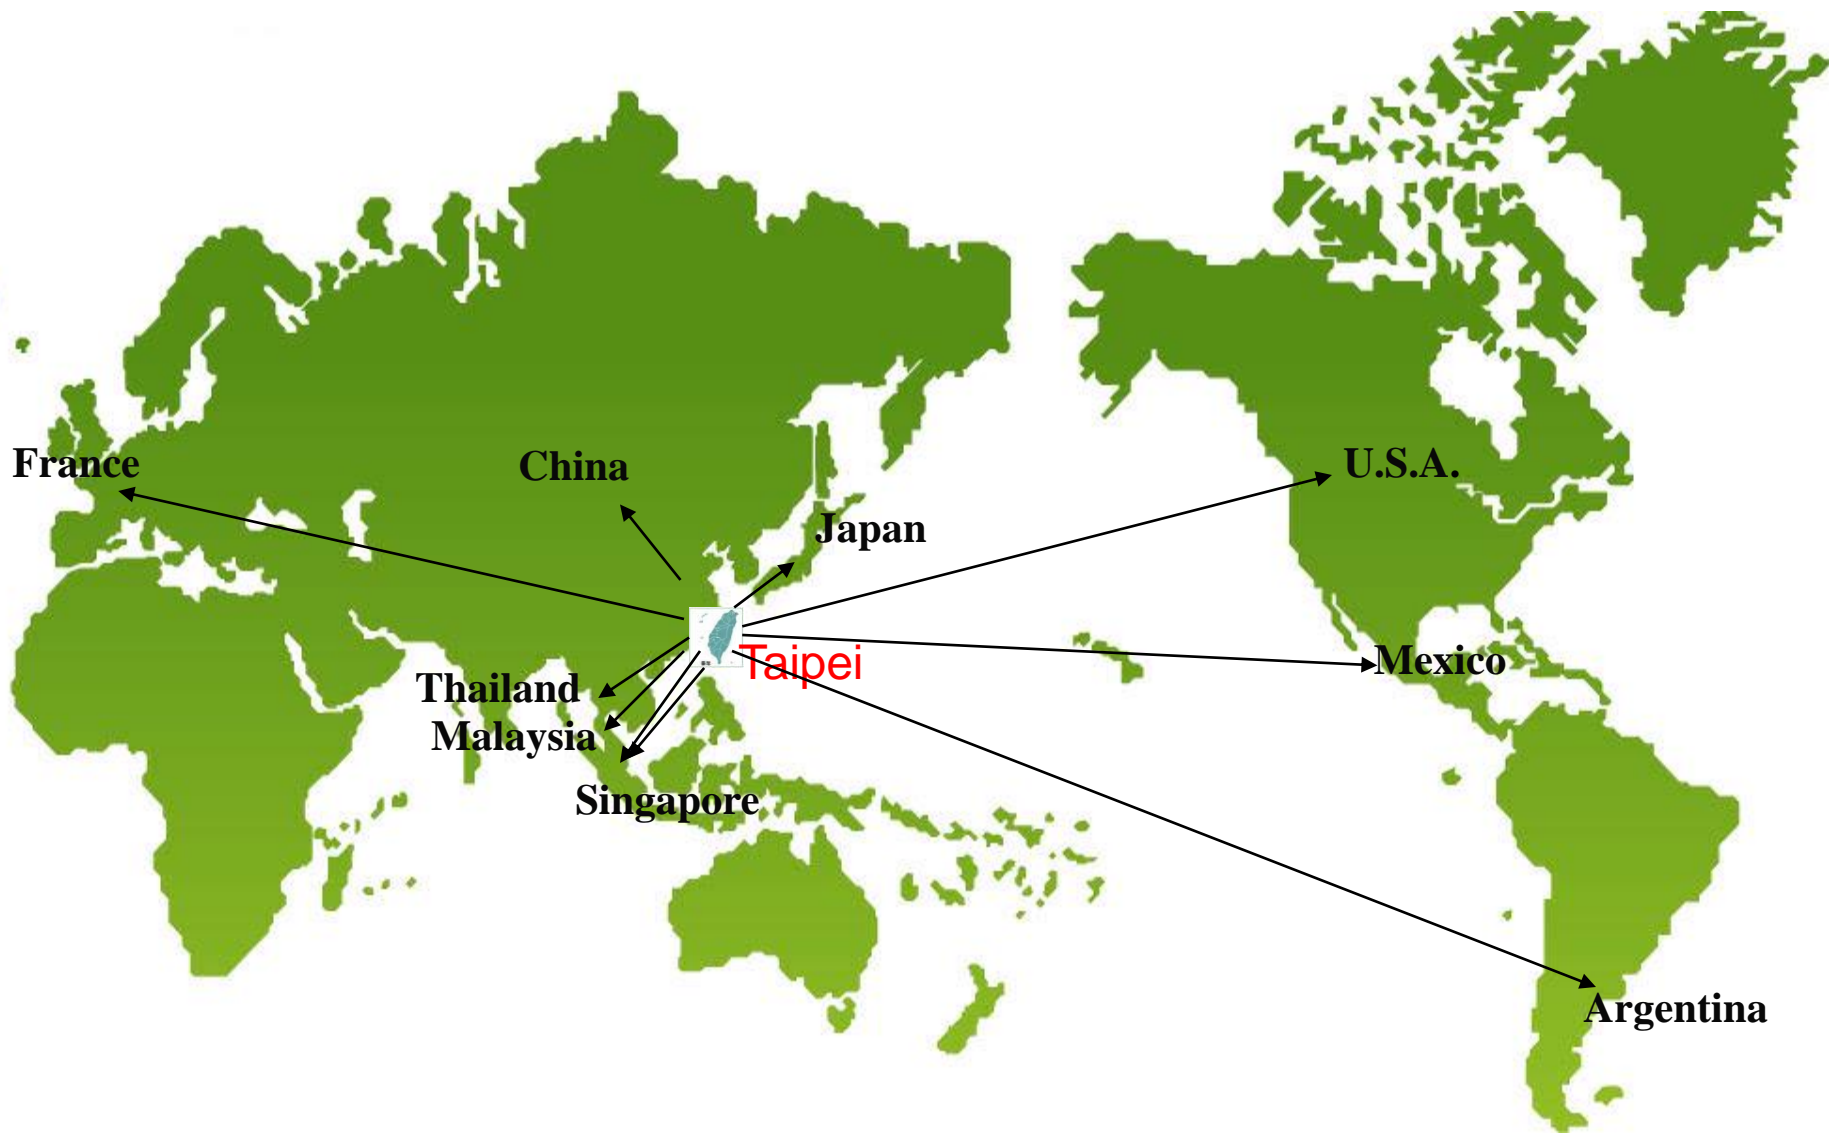 France
China
U.S.A.
Japan
Taipei
Mexico
Thailand
Malaysia
Singapore
Argentina